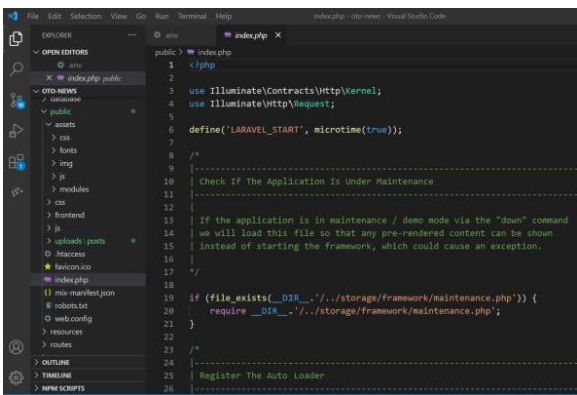 File Edit Selection View Go Run Terminal Help
index.php - oto-news - Visual Studio Code
EXPLORER
OPEN EDITORS
.env
index.php public
OTO-NEWS
database
public
assets
css
fonts
img
js
modules
css
frontend
js
uploads \ posts
.htaccess
favicon.ico
index.php
mix-manifest.json
robots.txt
web.config
resources
routes
OUTLINE
TIMELINE
NPM SCRIPTS
.env index.php
public > index.php
1 <?php
2
3 use Illuminate\Contracts\Http\Kernel;
4 use Illuminate\Http\Request;
5
6 define('LARAVEL_START', microtime(true));
7
8 /*
9 |--------------------------------------------------------------------------
10 | Check If The Application Is Under Maintenance
11 |--------------------------------------------------------------------------
12 |
13 | If the application is in maintenance / demo mode via the "down" command
14 | we will load this file so that any pre-rendered content can be shown
15 | instead of starting the framework, which could cause an exception.
16 |
17 */
18
19 if (file_exists(__DIR__.'/../storage/framework/maintenance.php')) {
20 require __DIR__.'/../storage/framework/maintenance.php';
21 }
22
23 /*
24 |--------------------------------------------------------------------------
25 | Register The Auto Loader
26 |--------------------------------------------------------------------------